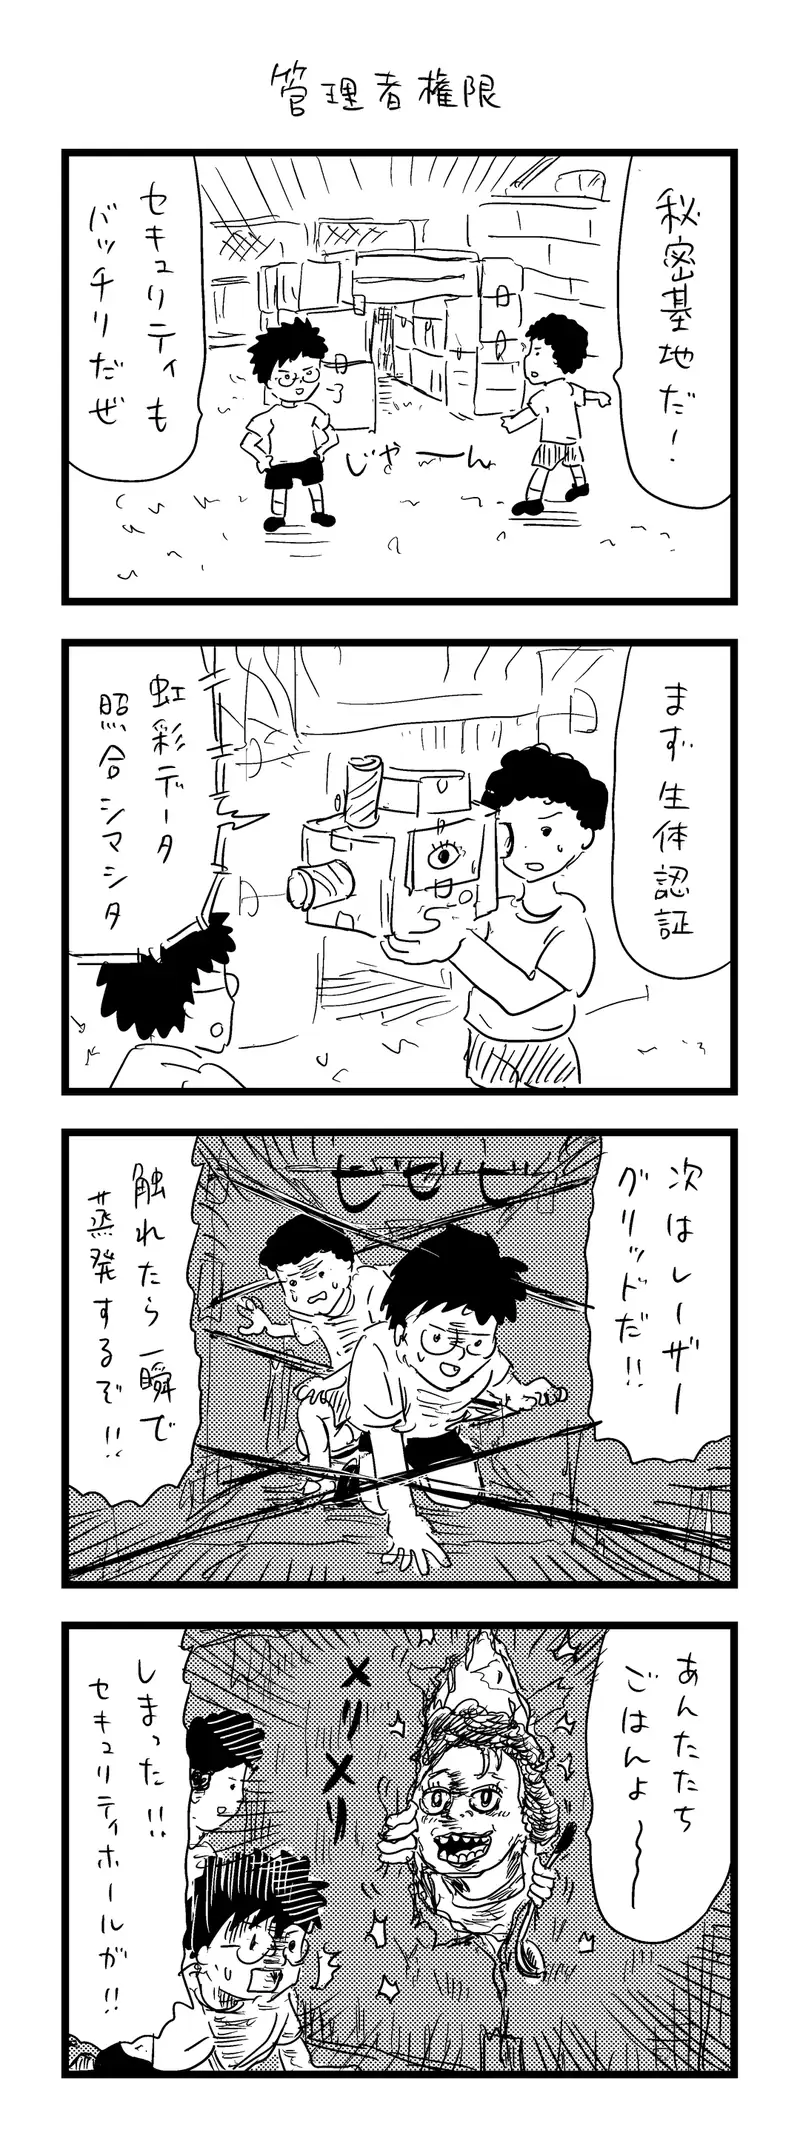 管理者権限
秘密基地だ!
セキュリティも
バッチリだぜ
じゃーん
まず生体認証
虹彩データ
照合シマシタ
次はレーザー
グリッドだ!!
ビビビ
触れたら一瞬で
蒸発するぞ!!
あんたたち
ごはんよ〜
メリメリ
しまった!!
セキュリティホールが!!